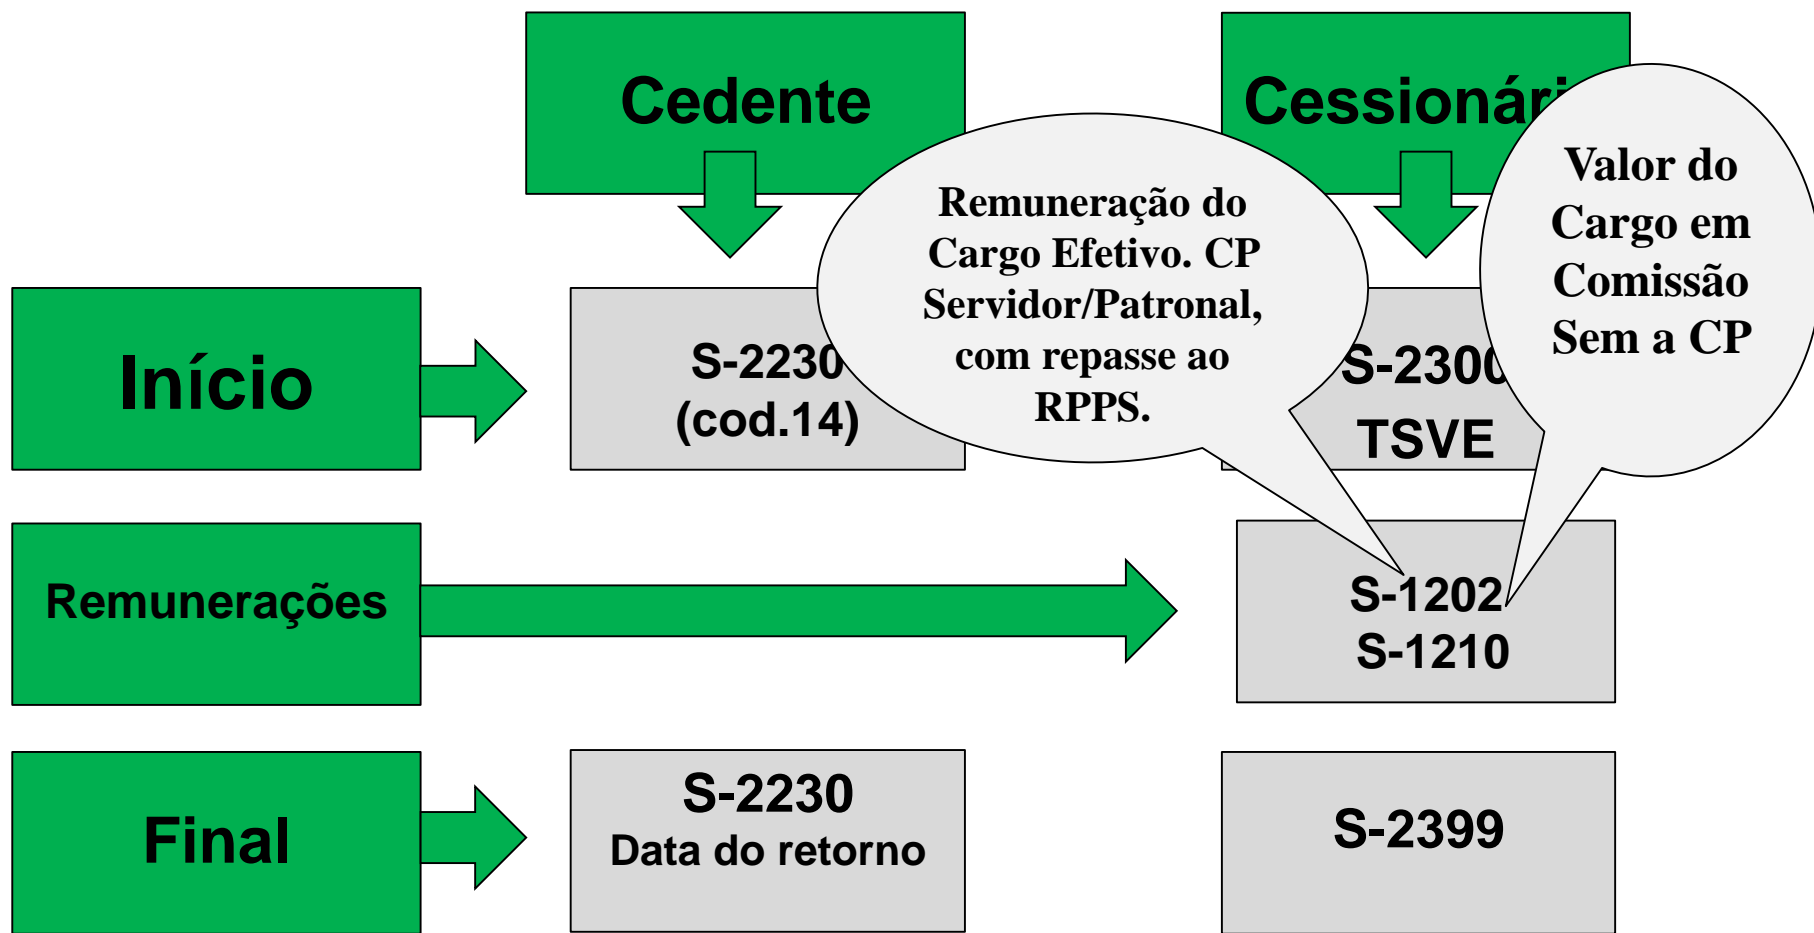 Cedente
Cessionári
Valor do
Cargo em
Comissão
Sem a CP
Remuneração do
Cargo Efetivo. CP
Servidor/Patronal,
com repasse ao
RPPS.
Início
S-2230
(cod.14)
S-2300
TSVE
Remunerações
S-1202
S-1210
Final
S-2230
Data do retorno
S-2399